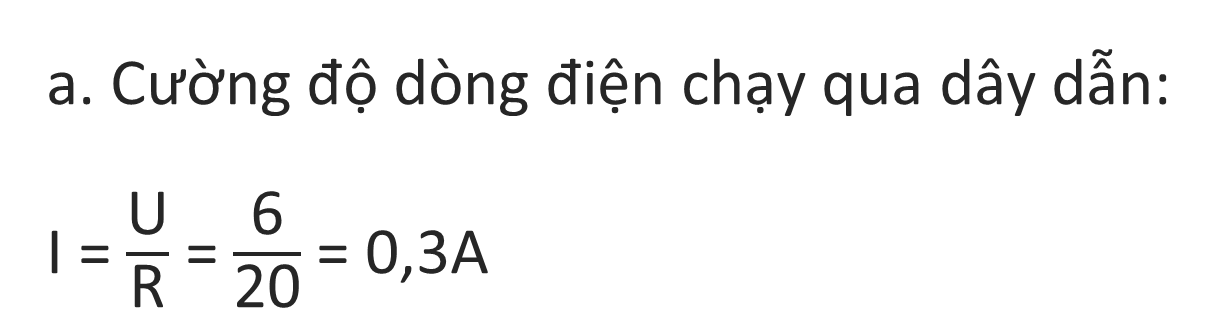 a. Cường độ dòng điện chạy qua dây dẫn:
I = U/R = 6/20 = 0,3A